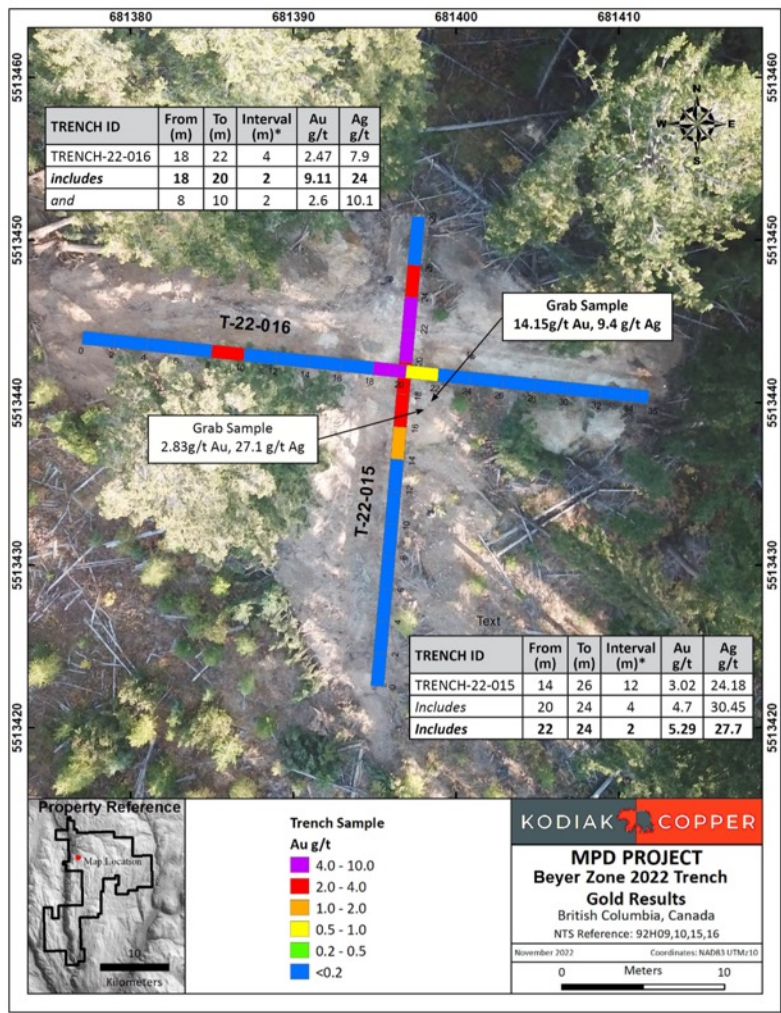 681380 681390 681400 681410
5513460
5513450
5513440
5513430
5513420
5513460
5513450
5513440
5513430
5513420
N
W E
S
TRENCH ID From (m) To (m) Interval (m)* Au g/t Ag g/t
TRENCH-22-016 18 22 4 2.47 7.9
includes 18 20 2 9.11 24
and 8 10 2 2.6 10.1
T-22-016
Grab Sample
14.15g/t Au, 9.4 g/t Ag
Grab Sample
2.83g/t Au, 27.1 g/t Ag
T-22-015
Text
TRENCH ID From (m) To (m) Interval (m)* Au g/t Ag g/t
TRENCH-22-015 14 26 12 3.02 24.18
Includes 20 24 4 4.7 30.45
Includes 22 24 2 5.29 27.7
Property Reference
Map Location
10
Kilometers
Trench Sample
Au g/t
4.0 - 10.0
2.0 - 4.0
1.0 - 2.0
0.5 - 1.0
0.2 - 0.5
<0.2
KODIAK COPPER
MPD PROJECT
Beyer Zone 2022 Trench
Gold Results
British Columbia, Canada
NTS Reference: 92H09,10,15,16
November 2022 Coordinates: NAD83 UTMz10
Meters
0 10